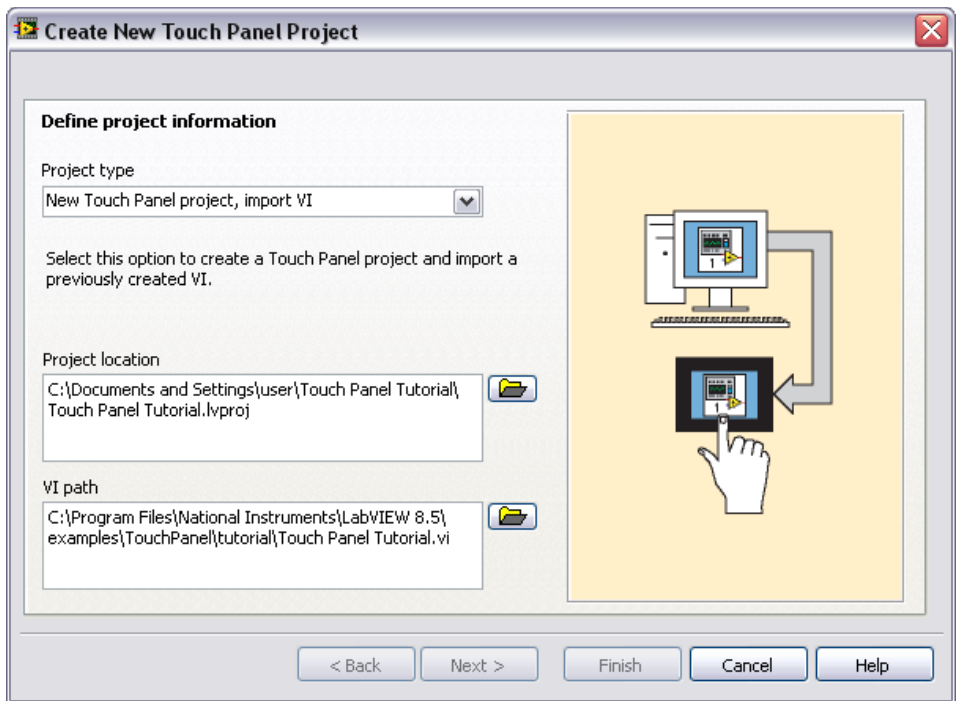 Create New Touch Panel Project
Define project information
Project type
New Touch Panel project, import VI
Select this option to create a Touch Panel project and import a
previously created VI.
Project location
C:\Documents and Settings\user\Touch Panel Tutorial\
Touch Panel Tutorial.lvproj
VI path
C:\Program Files\National Instruments\LabVIEW 8.5\
examples\TouchPanel\tutorial\Touch Panel Tutorial.vi
1
1
< Back
Next >
Finish
Cancel
Help